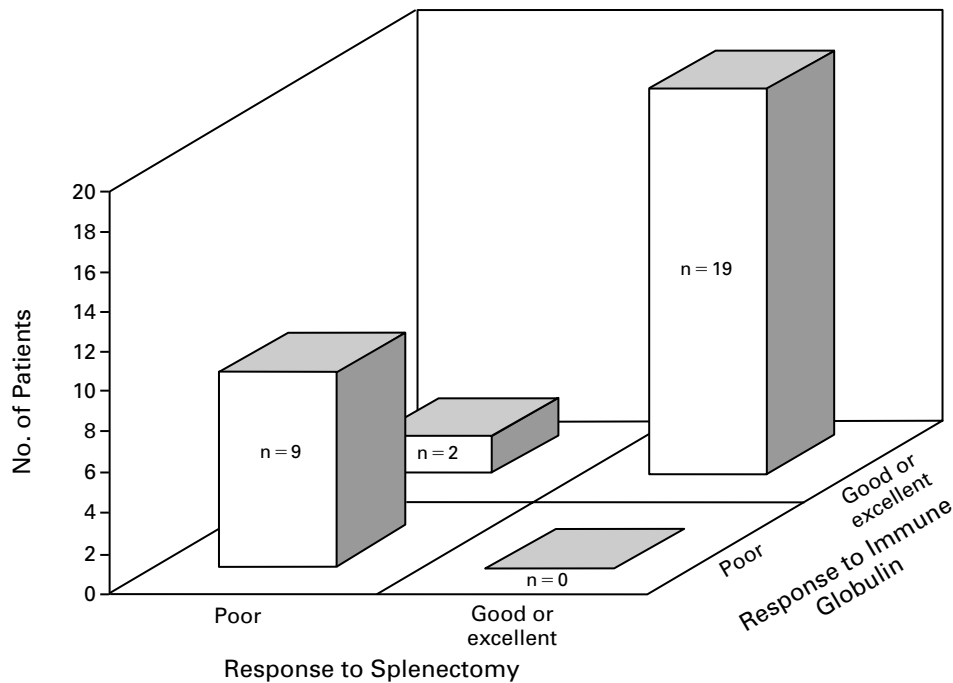 No. of Patients
20
18
16
14
12
10
8
6
4
2
0
n = 9
n = 2
n = 19
n = 0
Poor
Good or
excellent
Response to Splenectomy
Poor
Good or
excellent
Response to Immune
Globulin